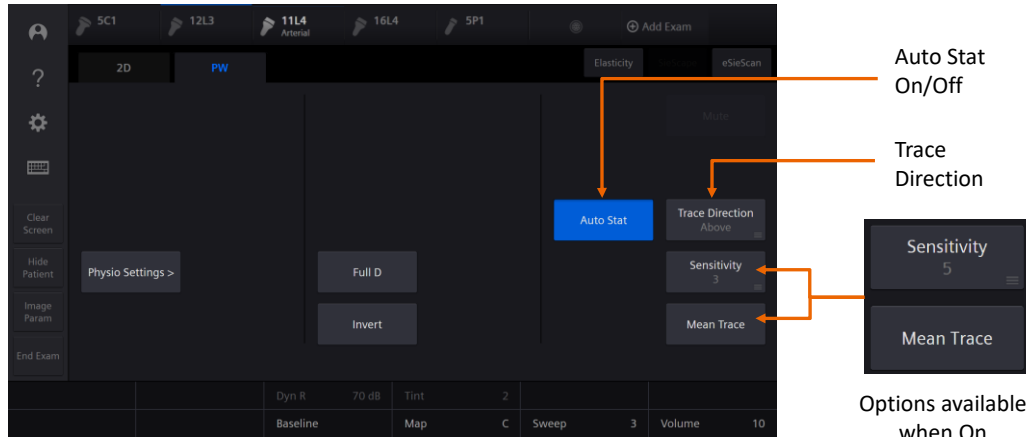 5C1
12L3
11L4
Arterial
16L4
5P1
Add Exam
2D
PW
Elasticity
eSieScan
Mute
Auto Stat
Trace Direction
Above
Clear
Screen
Hide
Patient
Physio Settings >
Full D
Sensitivity
3
Image
Param
Invert
Mean Trace
End Exam
Dyn R 70 dB Tint 2
Baseline Map C Sweep 3 Volume 10
Auto Stat
On/Off
Trace
Direction
Sensitivity
5
Mean Trace
Options available
when On